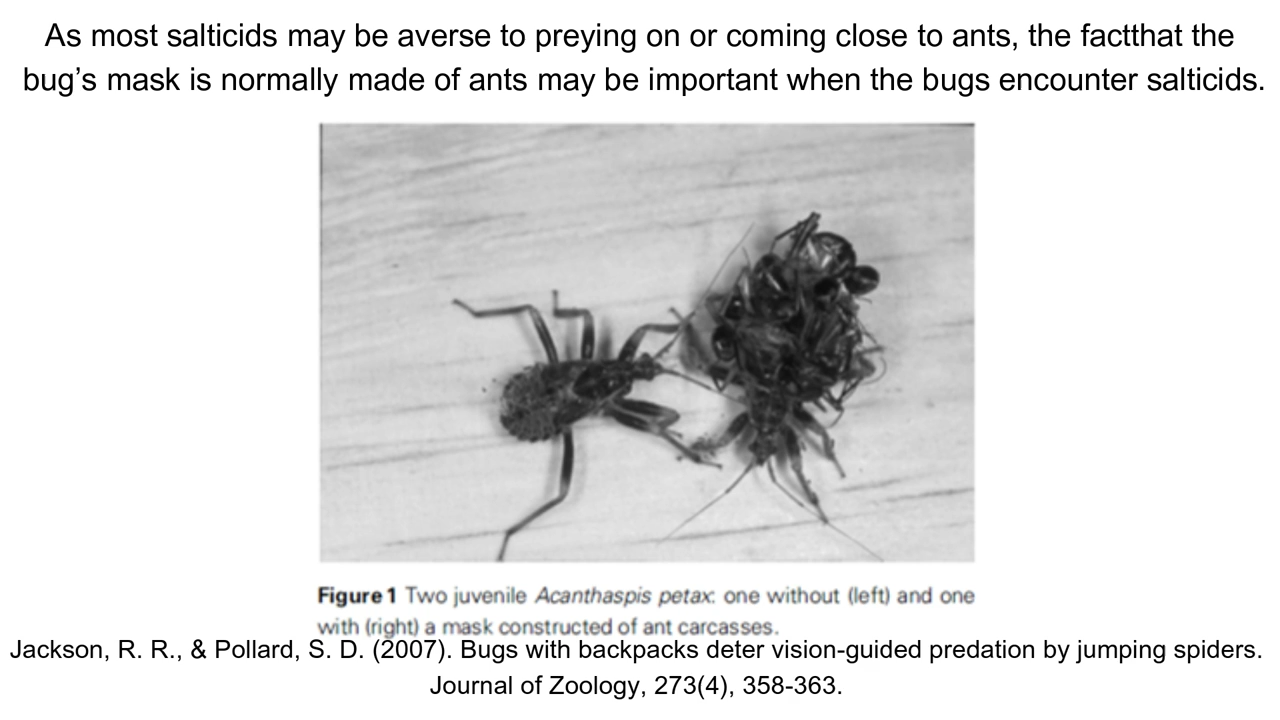 As most salticids may be averse to preying on or coming close to ants, the factthat the
bug’s mask is normally made of ants may be important when the bugs encounter salticids.
Figure 1 Two juvenile Acanthaspis petax: one without (left) and one
with (right) a mask constructed of ant carcasses.
Jackson, R. R., & Pollard, S. D. (2007). Bugs with backpacks deter vision-guided predation by jumping spiders.
Journal of Zoology, 273(4), 358-363.